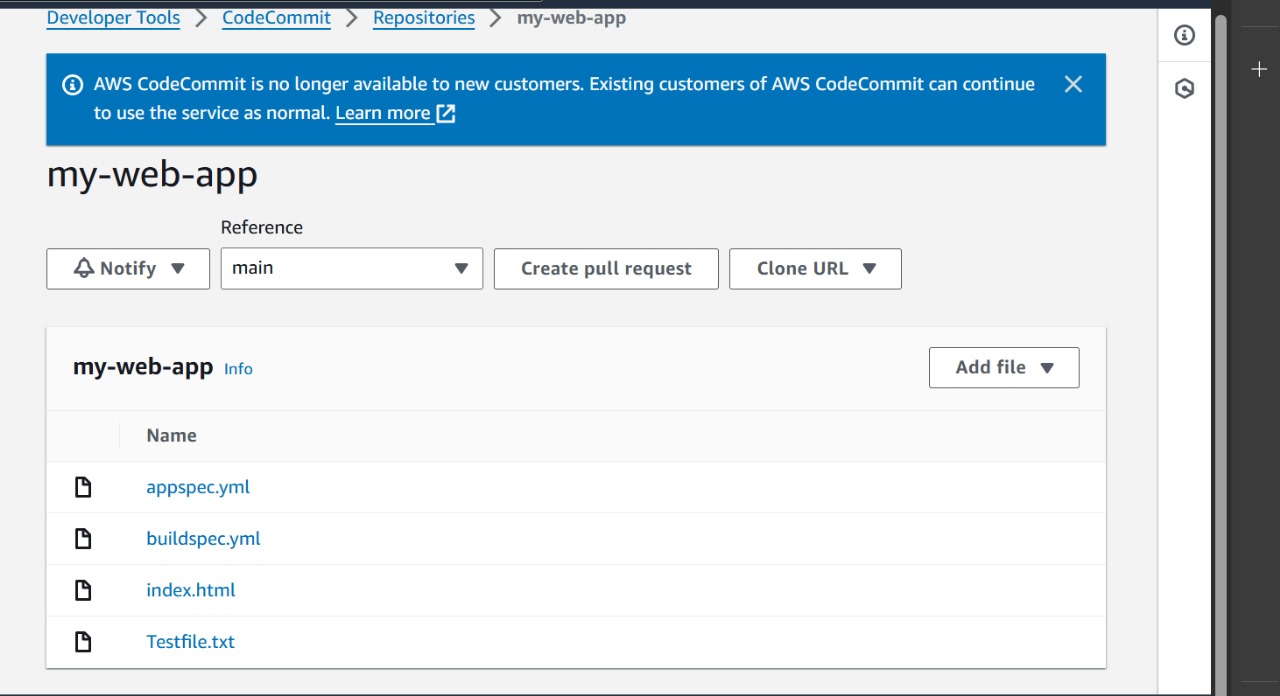 Developer Tools > CodeCommit > Repositories > my-web-app
AWS CodeCommit is no longer available to new customers. Existing customers of AWS CodeCommit can continue
to use the service as normal. Learn more
my-web-app
Reference
Notify ▼ main ▼ Create pull request Clone URL ▼
my-web-app Info Add file ▼
Name
appspec.yml
buildspec.yml
index.html
Testfile.txt